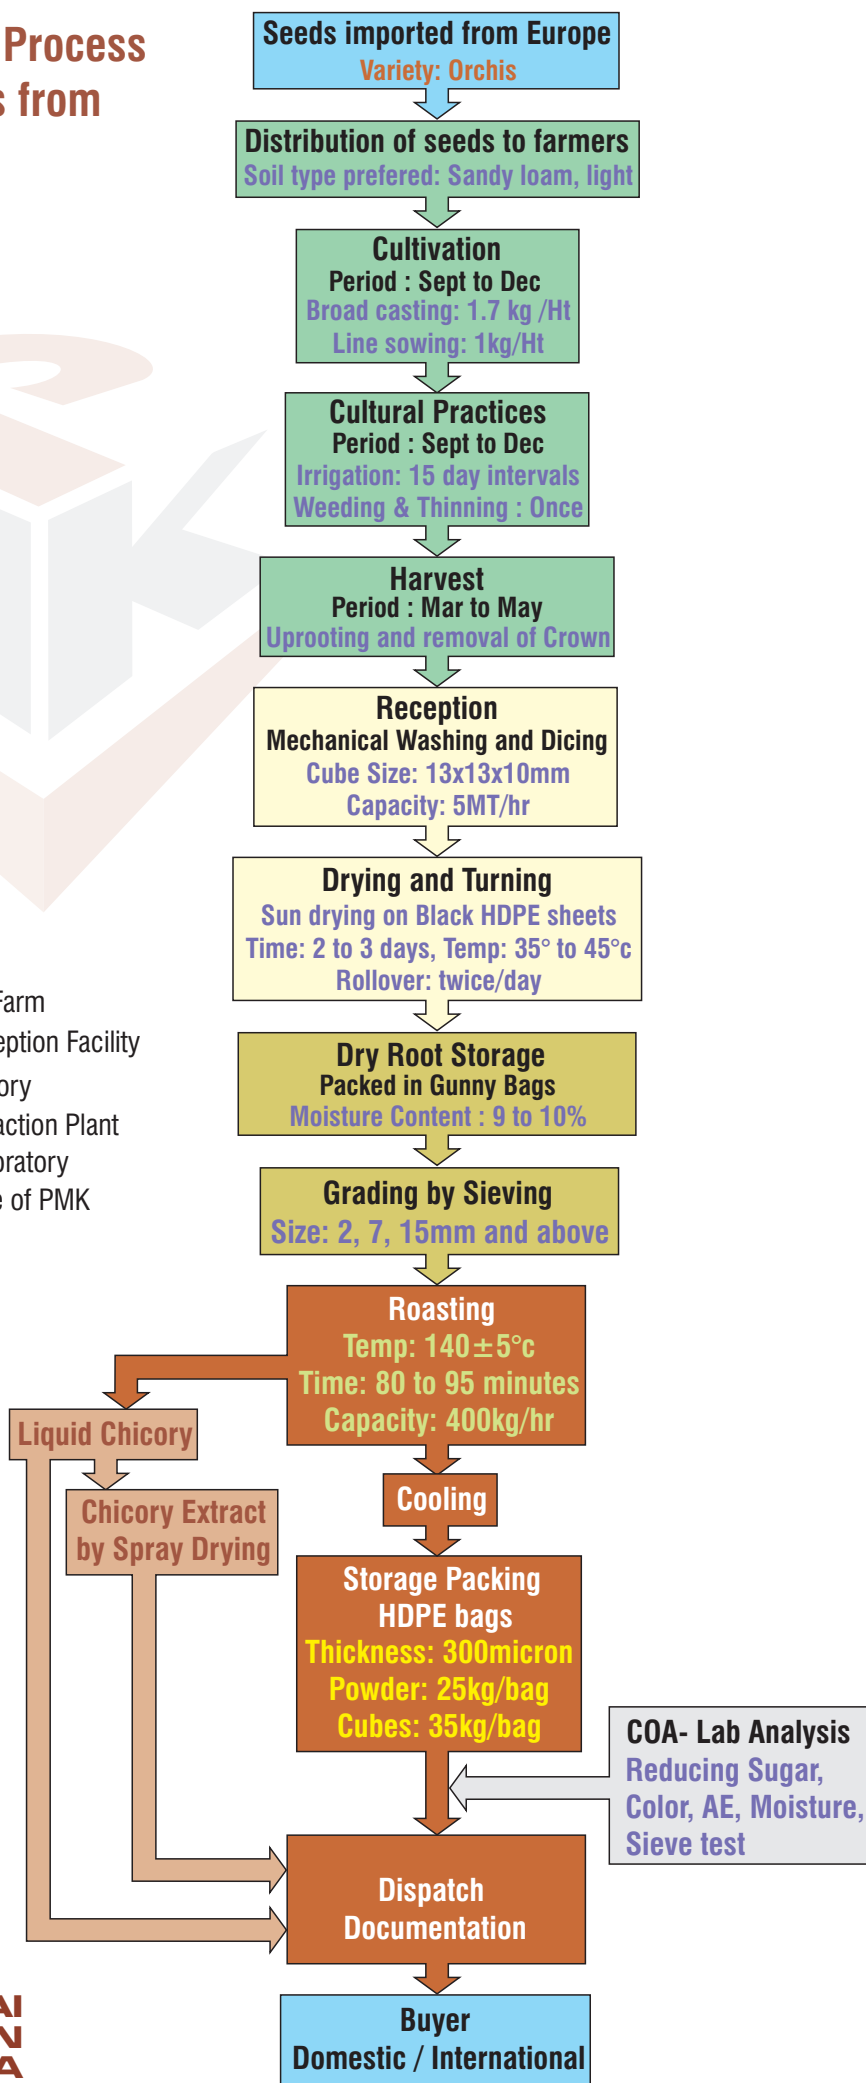 Process
s from
Seeds imported from Europe
Variety: Orchis
Distribution of seeds to farmers
Soil type prefered: Sandy loam, light
Cultivation
Period : Sept to Dec
Broad casting: 1.7 kg /Ht
Line sowing: 1kg/Ht
Cultural Practices
Period : Sept to Dec
Irrigation: 15 day intervals
Weeding & Thinning : Once
Harvest
Period : Mar to May
Uprooting and removal of Crown
Reception
Mechanical Washing and Dicing
Cube Size: 13x13x10mm
Capacity: 5MT/hr
Drying and Turning
Sun drying on Black HDPE sheets
Time: 2 to 3 days, Temp: 35° to 45°c
Rollover: twice/day
Farm
eption Facility
ory
action Plant
oratory
e of PMK
Dry Root Storage
Packed in Gunny Bags
Moisture Content : 9 to 10%
Grading by Sieving
Size: 2, 7, 15mm and above
Roasting
Temp: 140±5°c
Time: 80 to 95 minutes
Capacity: 400kg/hr
Liquid Chicory
Chicory Extract
by Spray Drying
Cooling
Storage Packing
HDPE bags
Thickness: 300micron
Powder: 25kg/bag
Cubes: 35kg/bag
COA- Lab Analysis
Reducing Sugar,
Color, AE, Moisture,
Sieve test
Dispatch
Documentation
Buyer
Domestic / International
AI
N
A